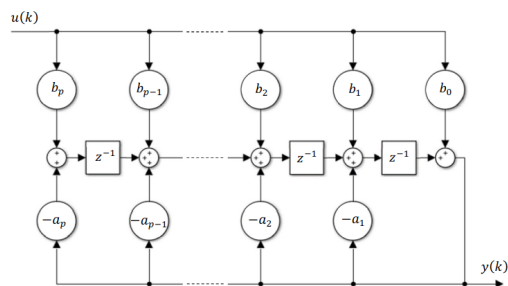 u(k)
b_p b_{p−1} b_2 b_1 b_0
+ + z^{−1} + + + + z^{−1} + + z^{−1} + +
−a_p −a_{p−1} −a_2 −a_1
y(k)